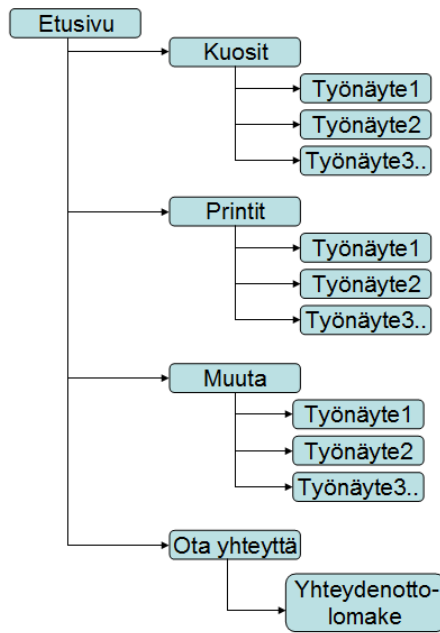 Etusivu
Kuosit
Työnäyte1
Työnäyte2
Työnäyte3..
Printit
Työnäyte1
Työnäyte2
Työnäyte3..
Muuta
Työnäyte1
Työnäyte2
Työnäyte3..
Ota yhteyttä
Yhteydenotto-
lomake